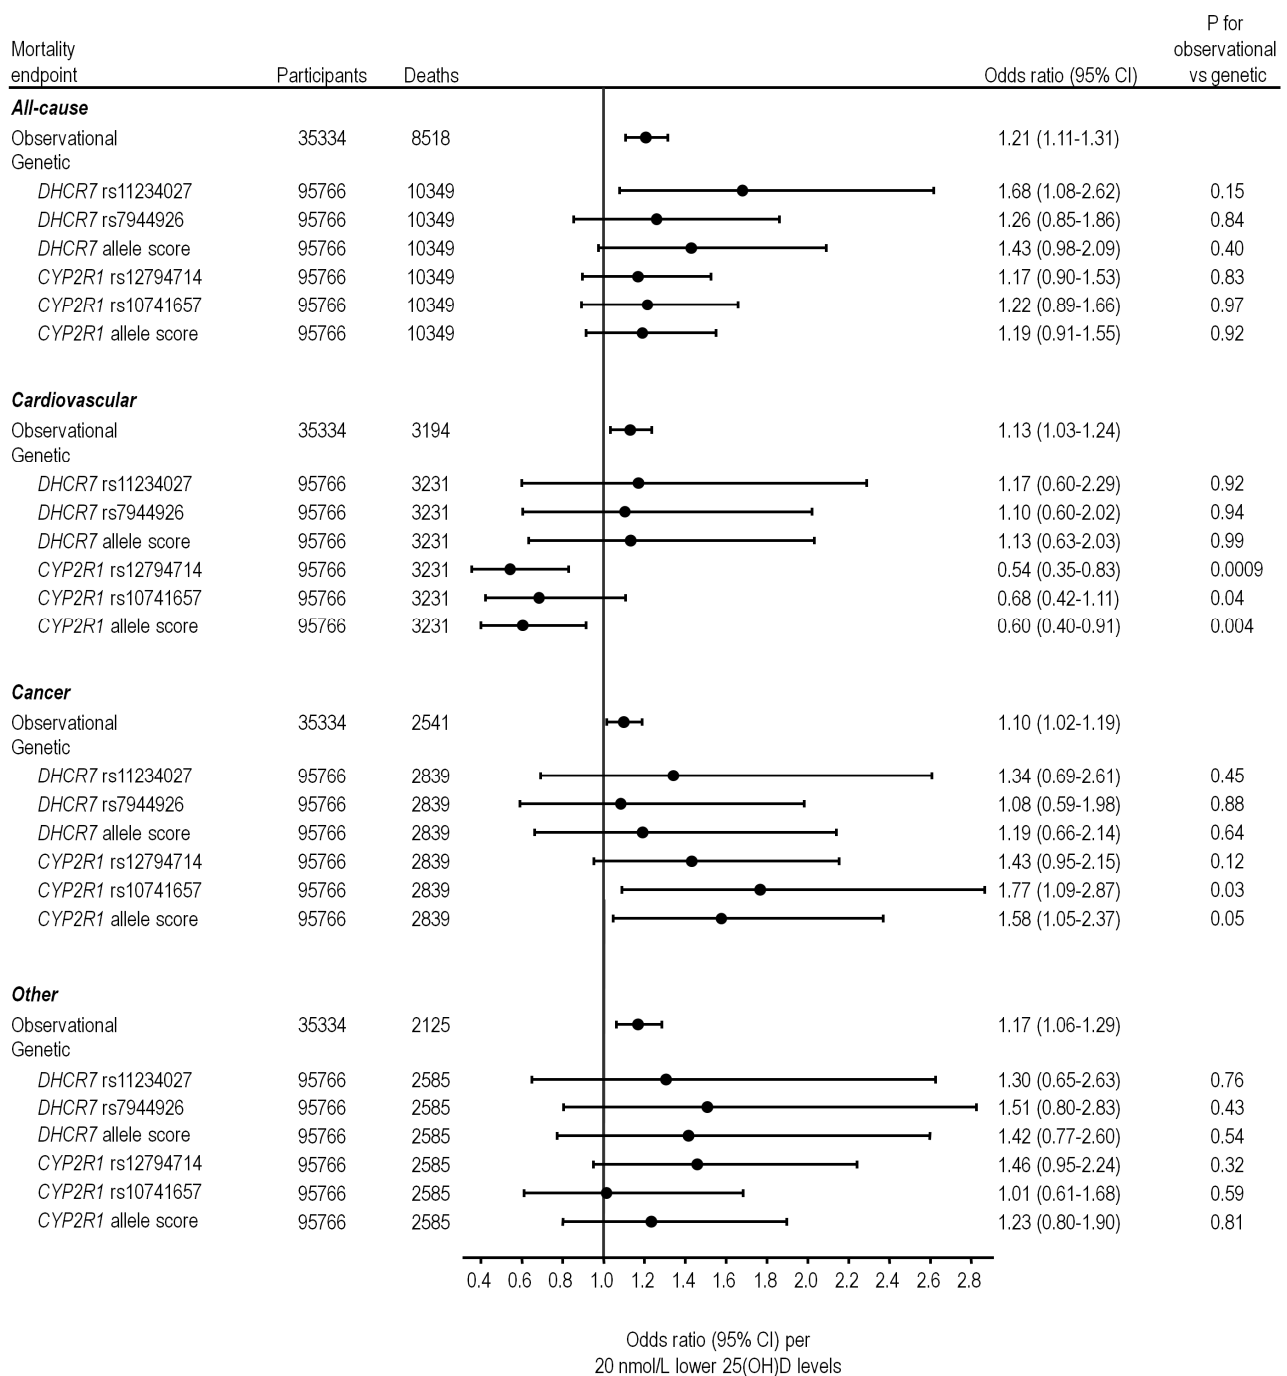 P for
Mortality observational
endpoint Participants Deaths Odds ratio (95% CI) vs genetic
All-cause
Observational 35334 8518 1.21 (1.11-1.31)
Genetic
DHCR7 rs11234027 95766 10349 1.68 (1.08-2.62) 0.15
DHCR7 rs7944926 95766 10349 1.26 (0.85-1.86) 0.84
DHCR7 allele score 95766 10349 1.43 (0.98-2.09) 0.40
CYP2R1 rs12794714 95766 10349 1.17 (0.90-1.53) 0.83
CYP2R1 rs10741657 95766 10349 1.22 (0.89-1.66) 0.97
CYP2R1 allele score 95766 10349 1.19 (0.91-1.55) 0.92
Cardiovascular
Observational 35334 3194 1.13 (1.03-1.24)
Genetic
DHCR7 rs11234027 95766 3231 1.17 (0.60-2.29) 0.92
DHCR7 rs7944926 95766 3231 1.10 (0.60-2.02) 0.94
DHCR7 allele score 95766 3231 1.13 (0.63-2.03) 0.99
CYP2R1 rs12794714 95766 3231 0.54 (0.35-0.83) 0.0009
CYP2R1 rs10741657 95766 3231 0.68 (0.42-1.11) 0.04
CYP2R1 allele score 95766 3231 0.60 (0.40-0.91) 0.004
Cancer
Observational 35334 2541 1.10 (1.02-1.19)
Genetic
DHCR7 rs11234027 95766 2839 1.34 (0.69-2.61) 0.45
DHCR7 rs7944926 95766 2839 1.08 (0.59-1.98) 0.88
DHCR7 allele score 95766 2839 1.19 (0.66-2.14) 0.64
CYP2R1 rs12794714 95766 2839 1.43 (0.95-2.15) 0.12
CYP2R1 rs10741657 95766 2839 1.77 (1.09-2.87) 0.03
CYP2R1 allele score 95766 2839 1.58 (1.05-2.37) 0.05
Other
Observational 35334 2125 1.17 (1.06-1.29)
Genetic
DHCR7 rs11234027 95766 2585 1.30 (0.65-2.63) 0.76
DHCR7 rs7944926 95766 2585 1.51 (0.80-2.83) 0.43
DHCR7 allele score 95766 2585 1.42 (0.77-2.60) 0.54
CYP2R1 rs12794714 95766 2585 1.46 (0.95-2.24) 0.32
CYP2R1 rs10741657 95766 2585 1.01 (0.61-1.68) 0.59
CYP2R1 allele score 95766 2585 1.23 (0.80-1.90) 0.81
0.4 0.6 0.8 1.0 1.2 1.4 1.6 1.8 2.0 2.2 2.4 2.6 2.8
Odds ratio (95% CI) per
20 nmol/L lower 25(OH)D levels